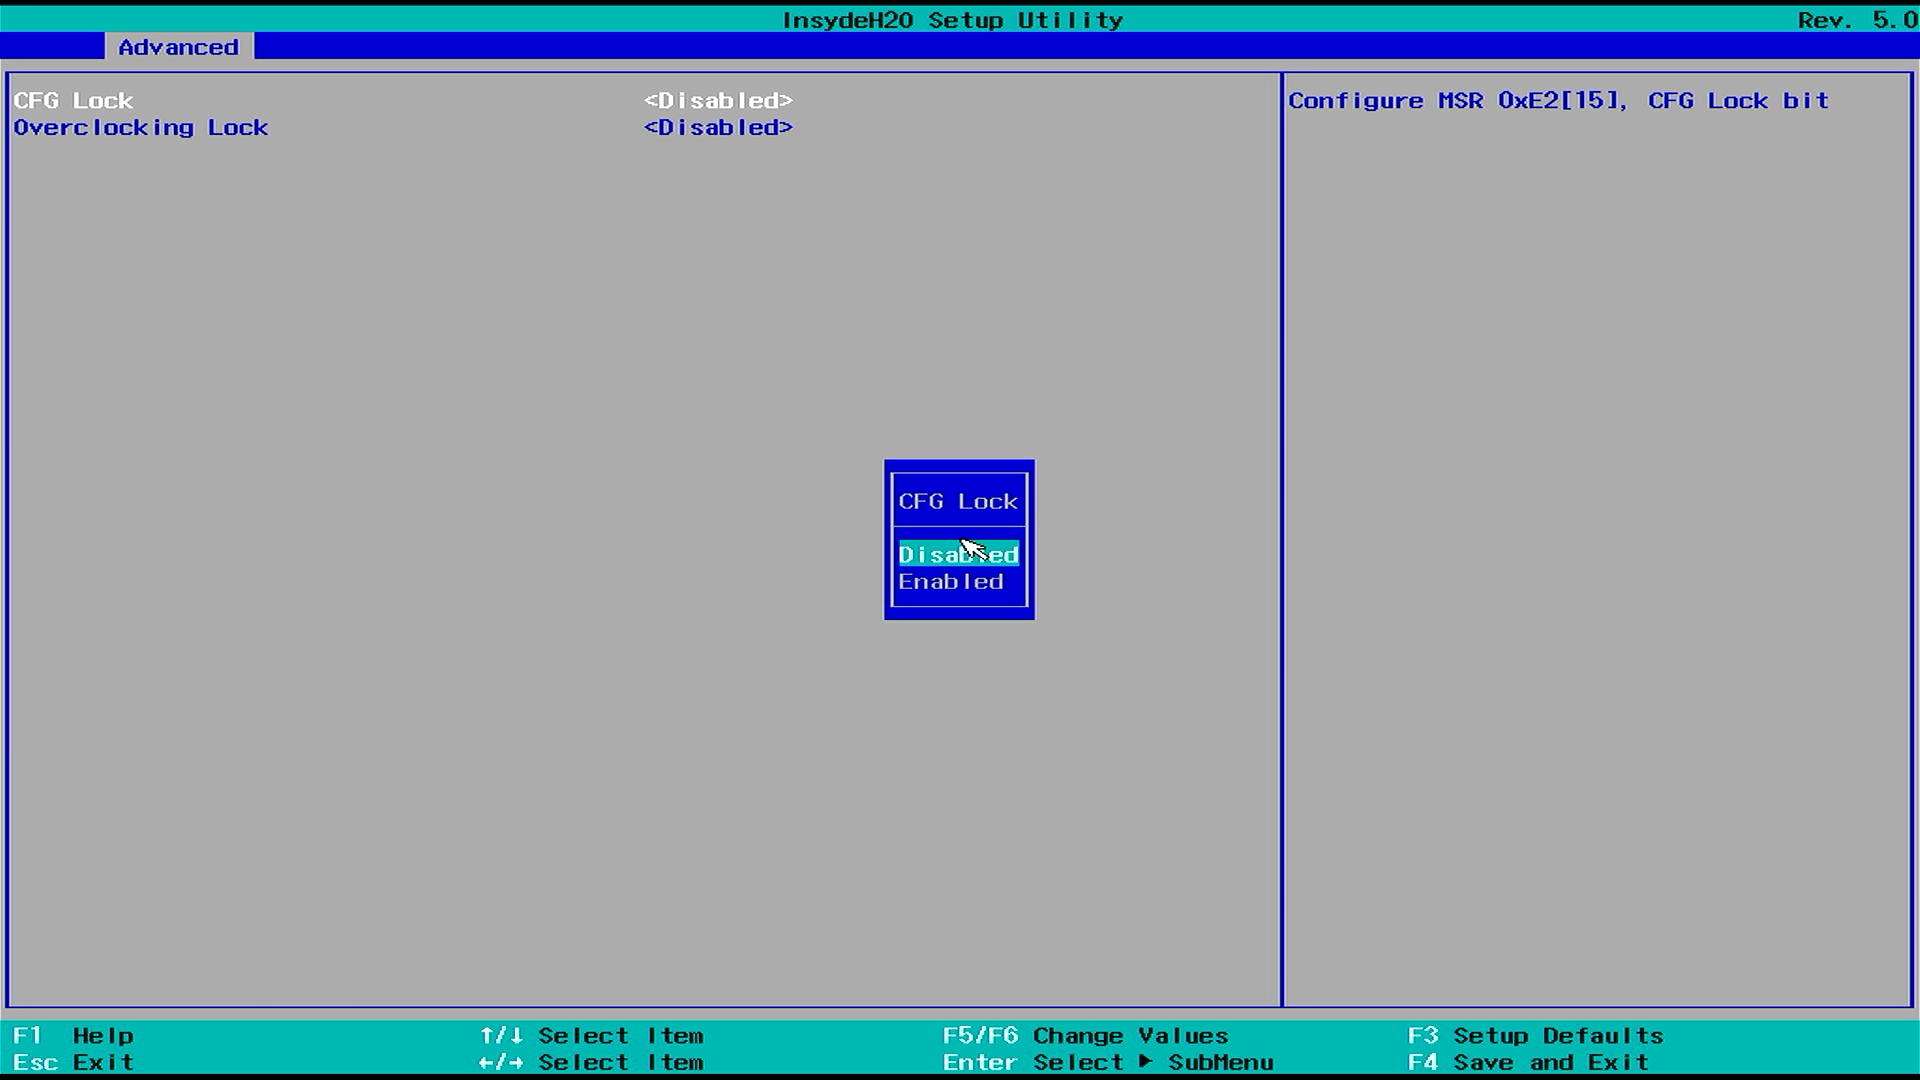 InsydeH20 Setup Utility Rev. 5.0
Advanced
CFG Lock <Disabled> Configure MSR 0xE2[15], CFG Lock bit
Overclocking Lock <Disabled>
CFG Lock
Disabled
Enabled
F1 Help ↑/↓ Select Item F5/F6 Change Values F3 Setup Defaults
Esc Exit ←/→ Select Item Enter Select ▶ SubMenu F4 Save and Exit